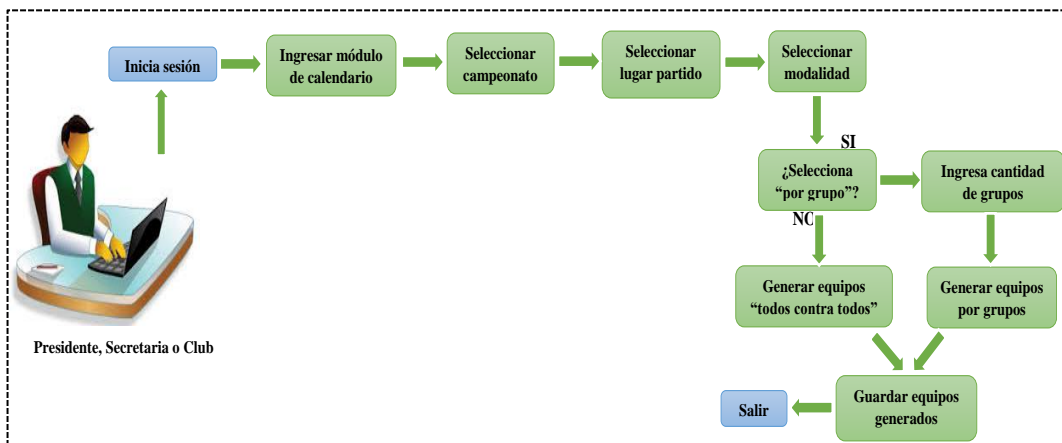 Inicia sesión
Ingresar módulo
de calendario
Seleccionar
campeonato
Seleccionar
lugar partido
Seleccionar
modalidad
SI
¿Selecciona
“por grupo”?
Ingresa cantidad
de grupos
NO
Generar equipos
“todos contra todos”
Generar equipos
por grupos
Presidente, Secretaria o Club
Guardar equipos
generados
Salir